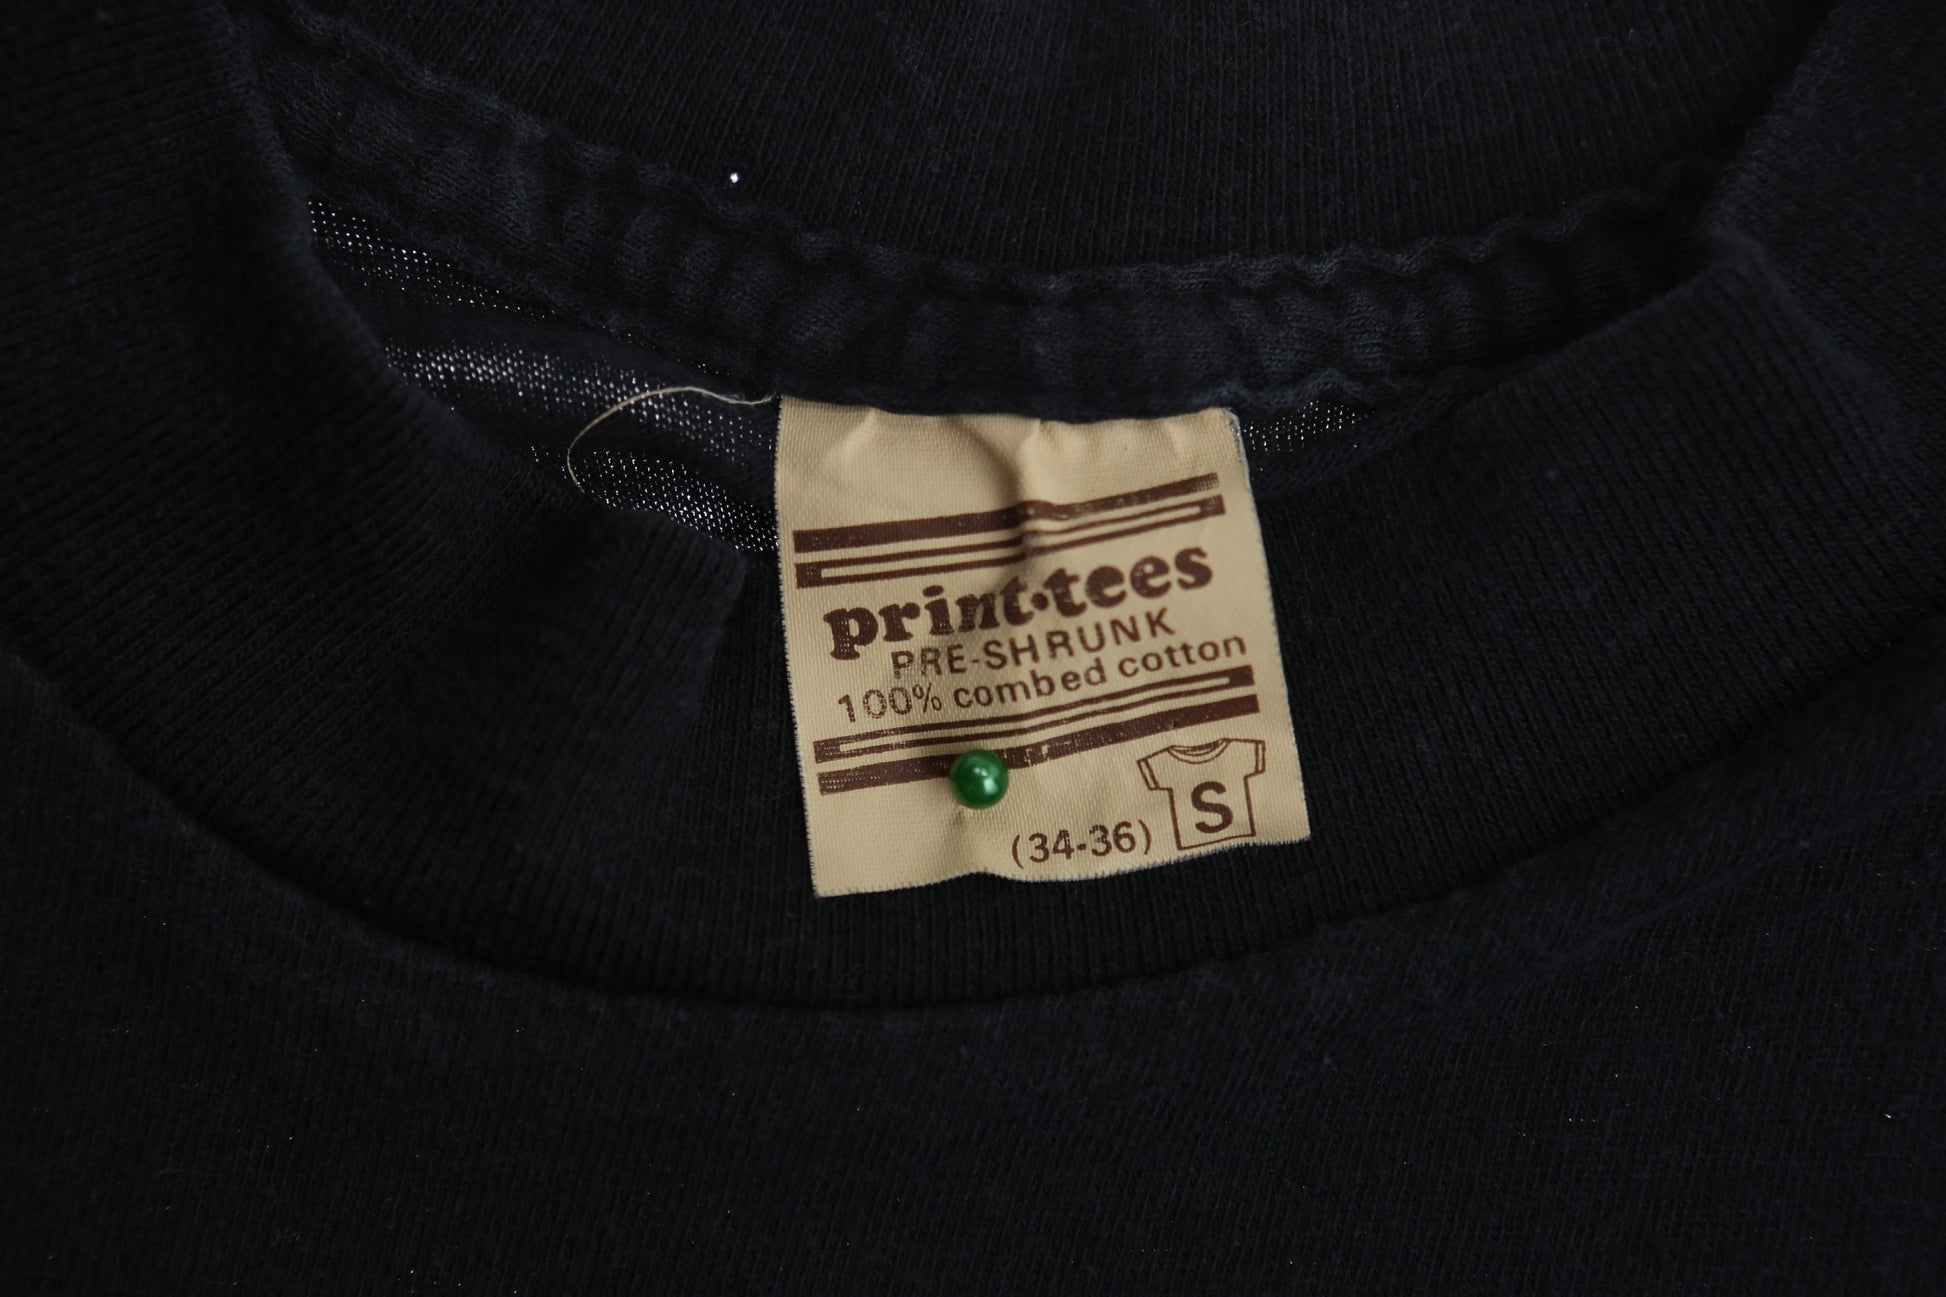 print·tees
PRE-SHRUNK
100% combed cotton
(34-36) S